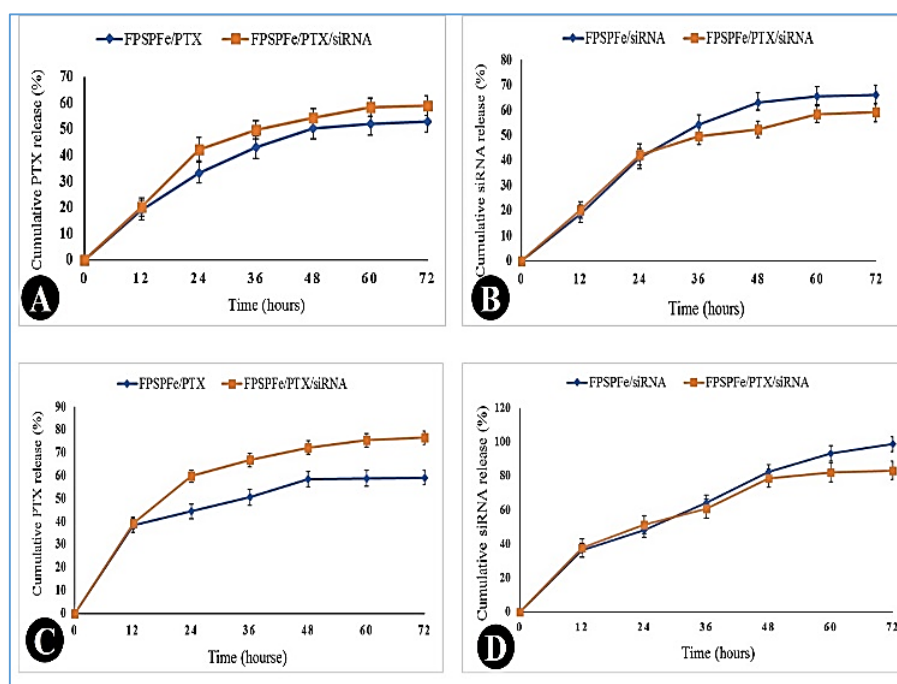 FPSPFe/PTX FPSPFe/PTX/siRNA
Cumulative PTX release (%)
70
60
50
40
30
20
10
0
0 12 24 36 48 60 72
Time (hours)
A
FPSPFe/siRNA FPSPFe/PTX/siRNA
Cumulative siRNA release (%)
80
70
60
50
40
30
20
10
0
0 12 24 36 48 60 72
Time (hours)
B
FPSPFe/PTX FPSPFe/PTX/siRNA
Cumulative PTX release (%)
90
80
70
60
50
40
30
20
10
0
0 12 24 36 48 60 72
Time (hourse)
C
FPSPFe/siRNA FPSPFe/PTX/siRNA
Cumulative siRNA release (%)
120
100
80
60
40
20
0
0 12 24 36 48 60 72
Time (hours)
D